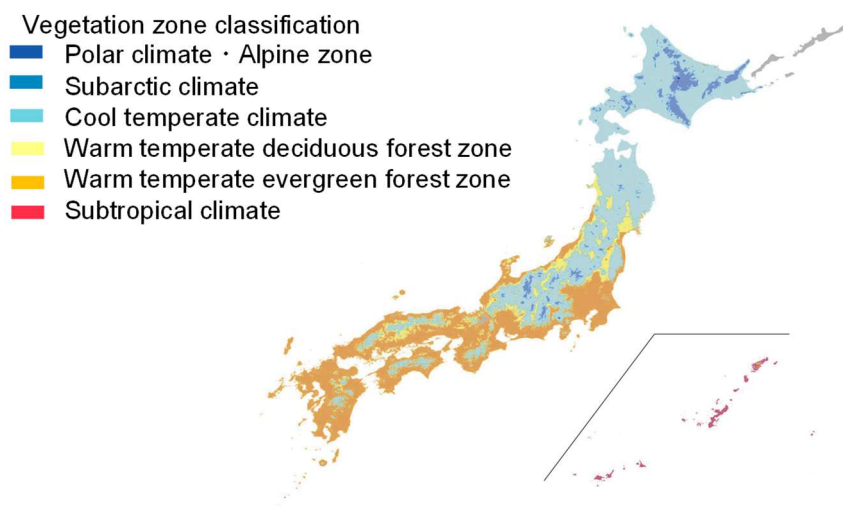 Vegetation zone classification
Polar climate・Alpine zone
Subarctic climate
Cool temperate climate
Warm temperate deciduous forest zone
Warm temperate evergreen forest zone
Subtropical climate